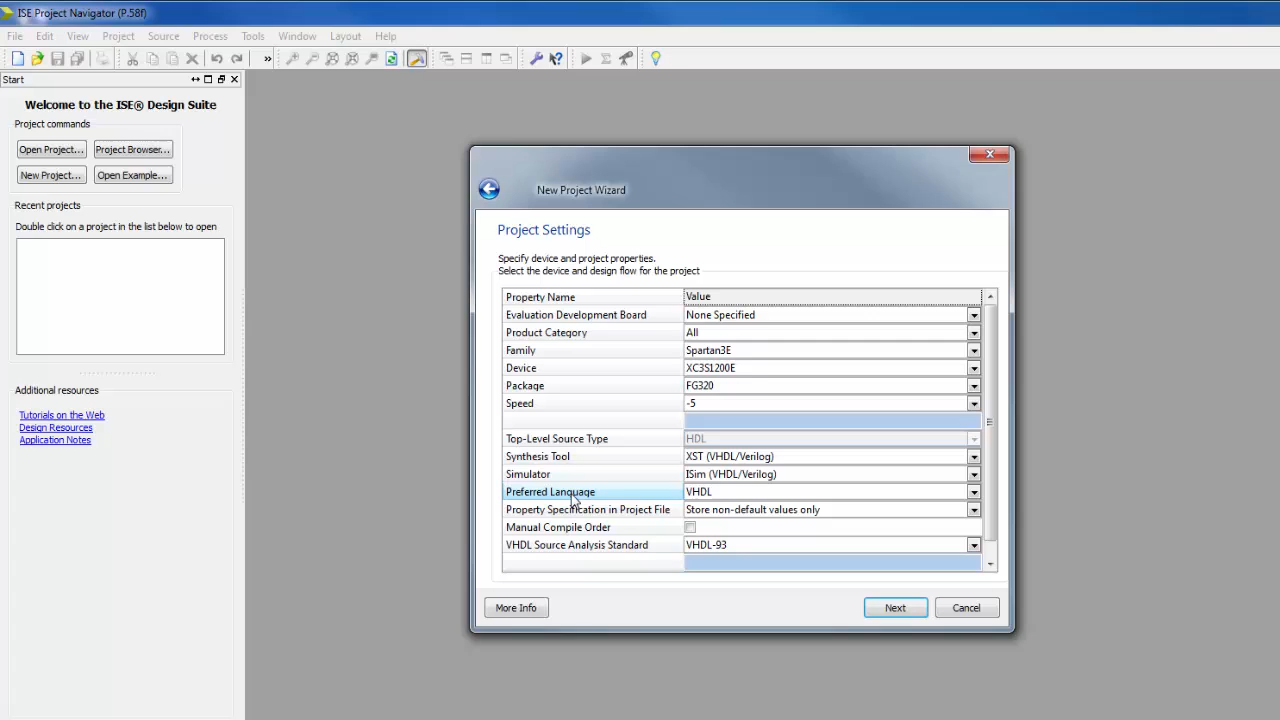 ISE Project Navigator (P.58f)
File Edit View Project Source Process Tools Window Layout Help
»
Start
Welcome to the ISE® Design Suite
Project commands
Open Project... Project Browser...
New Project... Open Example...
Recent projects
Double click on a project in the list below to open
Additional resources
Tutorials on the Web
Design Resources
Application Notes
New Project Wizard
Project Settings
Specify device and project properties.
Select the device and design flow for the project
Property Name Value
Evaluation Development Board None Specified
Product Category All
Family Spartan3E
Device XC3S1200E
Package FG320
Speed -5
Top-Level Source Type HDL
Synthesis Tool XST (VHDL/Verilog)
Simulator ISim (VHDL/Verilog)
Preferred Language VHDL
Property Specification in Project File Store non-default values only
Manual Compile Order
VHDL Source Analysis Standard VHDL-93
More Info Next Cancel